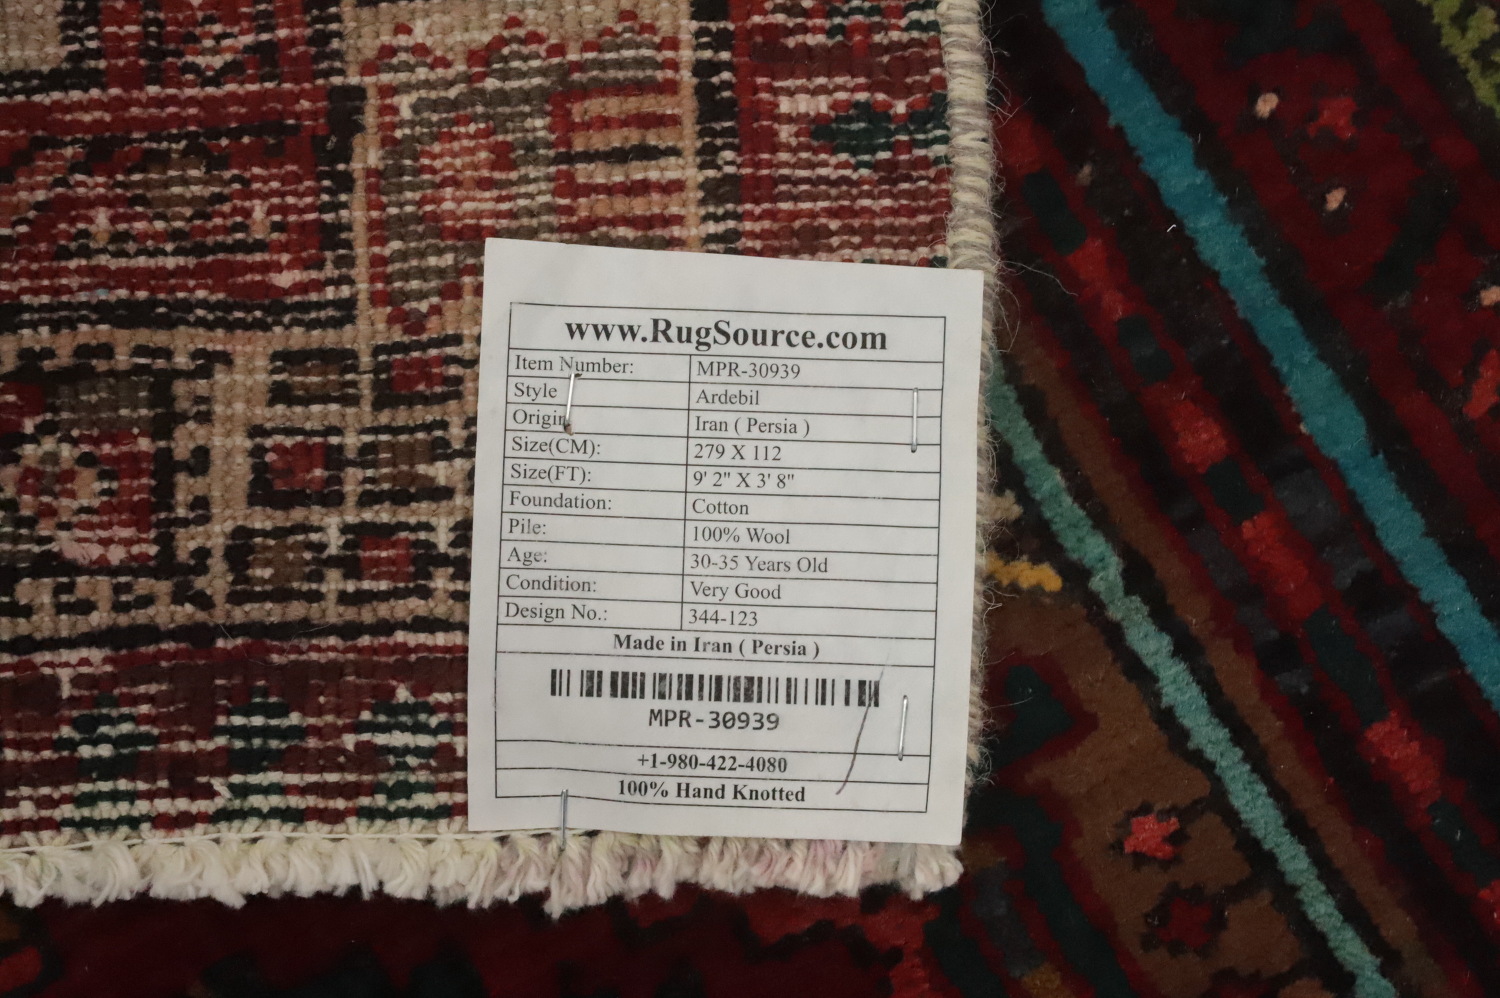 www.RugSource.com
Item Number: MPR-30939
Style Ardebil
Origin Iran ( Persia )
Size(CM): 279 X 112
Size(FT): 9' 2" X 3' 8"
Foundation: Cotton
Pile: 100% Wool
Age: 30-35 Years Old
Condition: Very Good
Design No.: 344-123
Made in Iran ( Persia )
MPR-30939
+1-980-422-4080
100% Hand Knotted